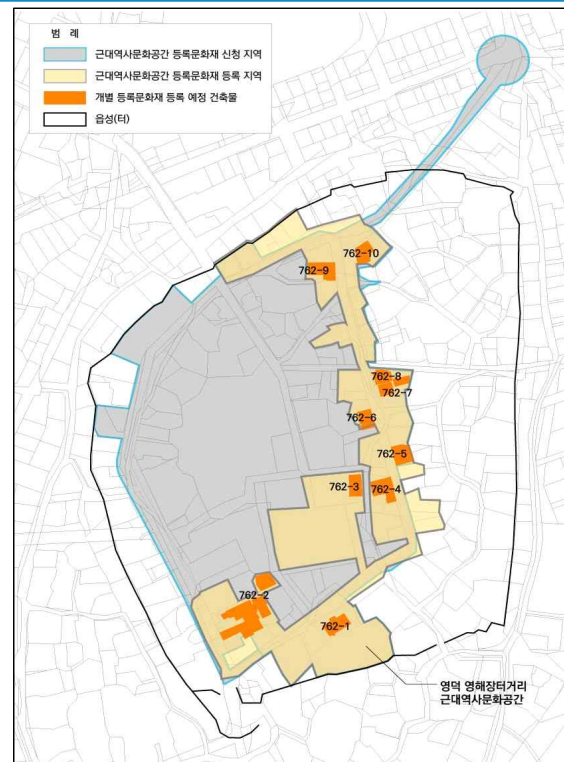 범 례
근대역사문화공간 등록문화재 신청 지역
근대역사문화공간 등록문화재 등록 지역
개별 등록문화재 등록 예정 건축물
읍성(터)
762-10
762-9
762-8
762-7
762-6
762-5
762-3
762-4
762-2
762-1
영덕 영해장터거리
근대역사문화공간